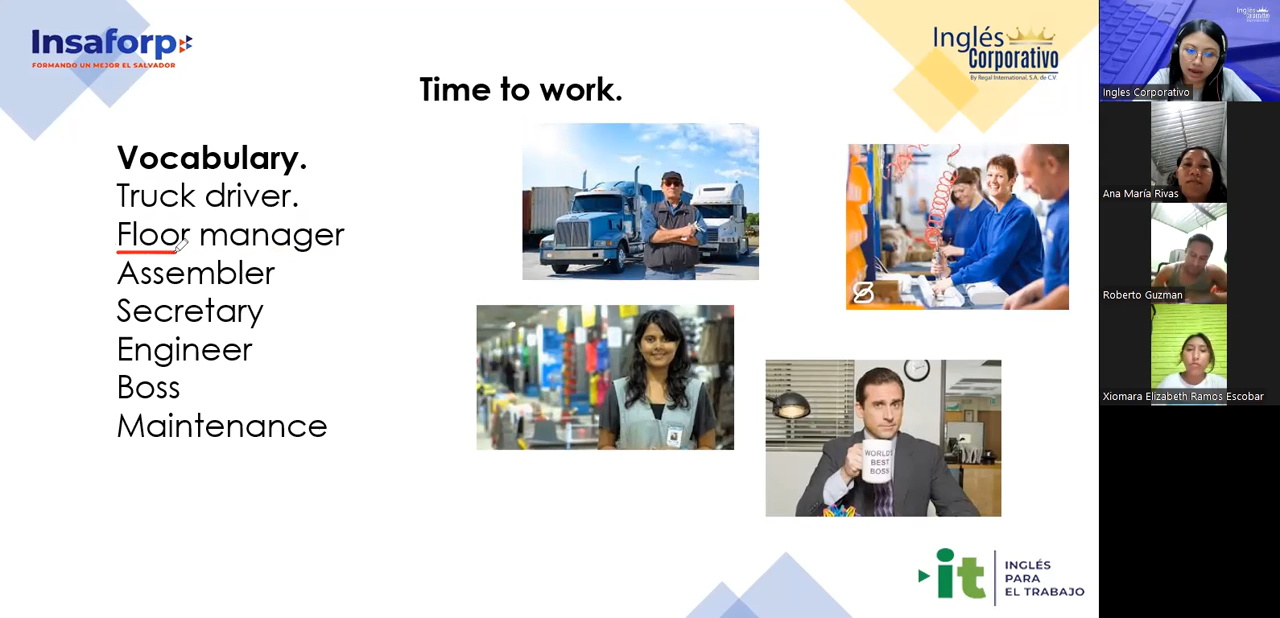 Insaforp
FORMANDO UN MEJOR EL SALVADOR
Inglés
Corporativo
By Regal International, S.A. de C.V.
Time to work.
Vocabulary.
Truck driver.
Floor manager
Assembler
Secretary
Engineer
Boss
Maintenance
WORLD'S
BEST
BOSS
it
INGLÉS
PARA
EL TRABAJO
Ingles Corporativo
Ana María Rivas
Roberto Guzman
Xiomara Elizabeth Ramos Escobar